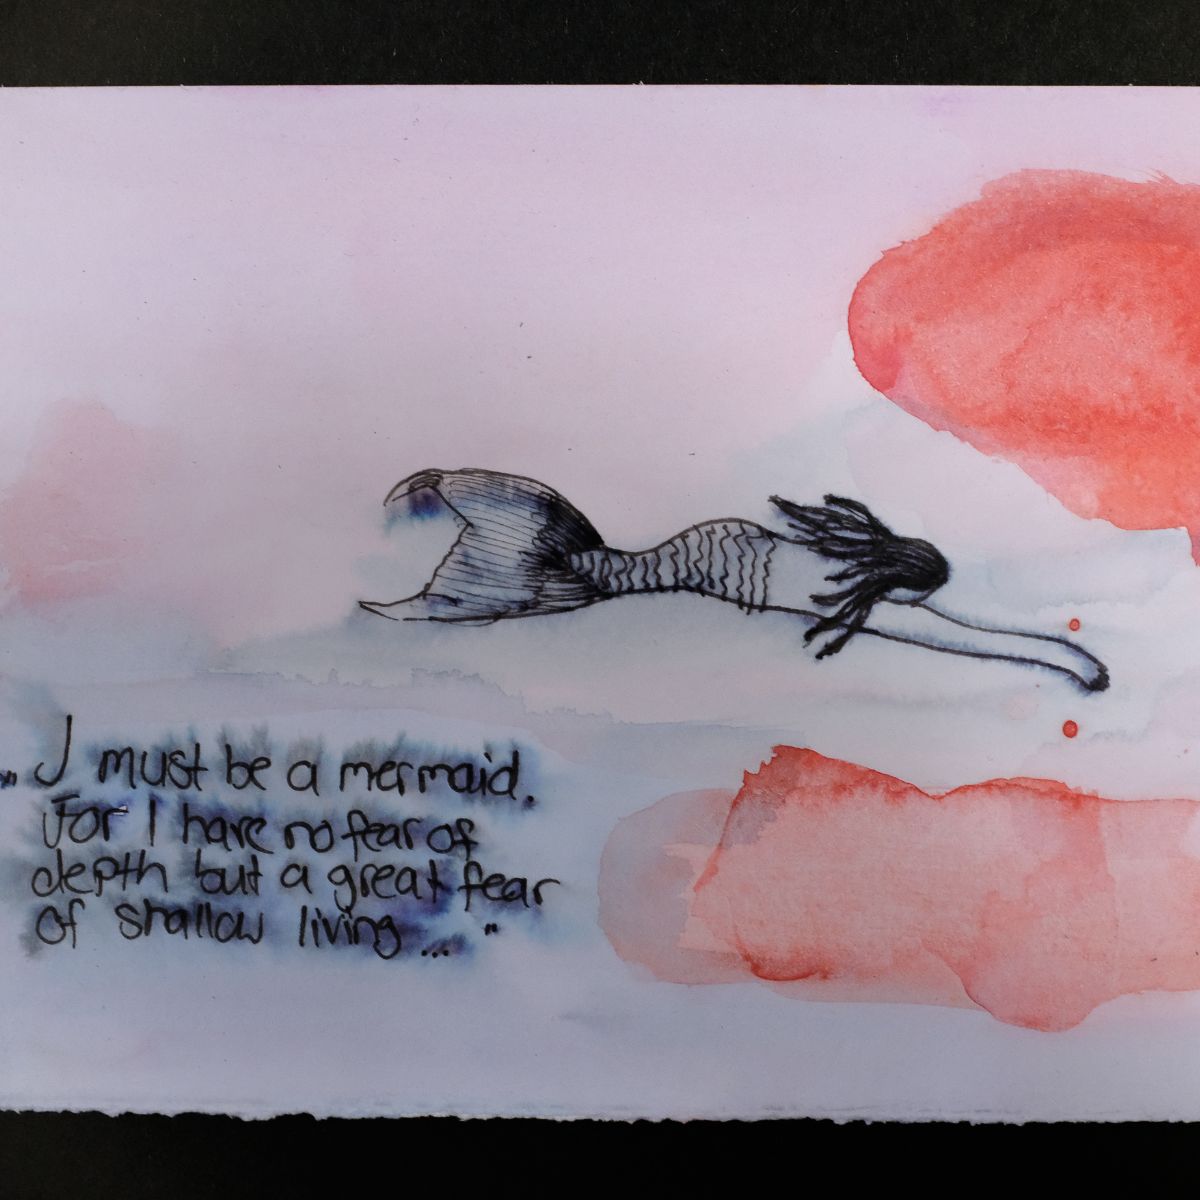 „ I must be a mermaid.
For I have no fear of
depth but a great fear
of shallow living ... "